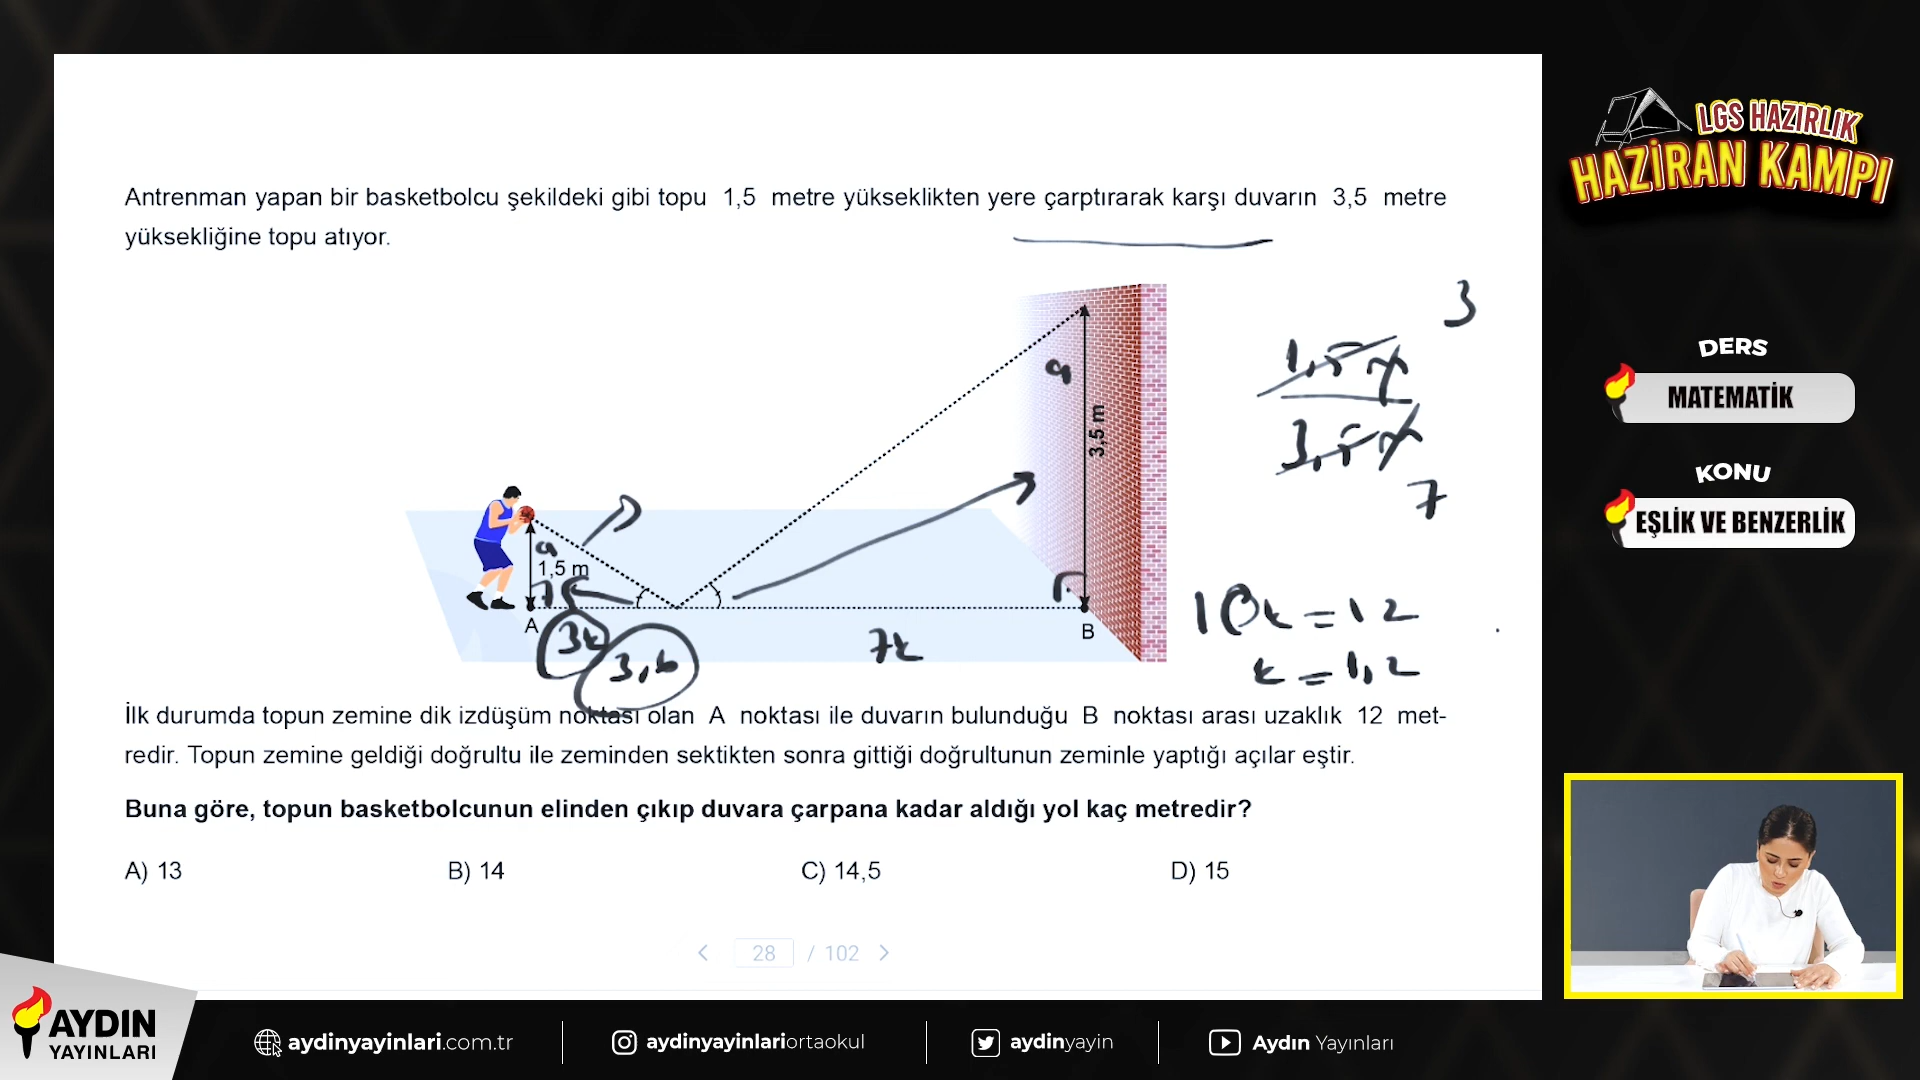 LGS HAZIRLIK
HAZİRAN KAMPI
Antrenman yapan bir basketbolcu şekildeki gibi topu 1,5 metre yükseklikten yere çarptırarak karşı duvarın 3,5 metre
yüksekliğine topu atıyor.
3
1,5x
3,5x
7
a
3,5 m
a
1,5 m
A
3k
3,6
7k
B
10k = 12
k = 1,2
İlk durumda topun zemine dik izdüşüm noktası olan A noktası ile duvarın bulunduğu B noktası arası uzaklık 12 met-
redir. Topun zemine geldiği doğrultu ile zeminden sektikten sonra gittiği doğrultunun zeminle yaptığı açılar eştir.
Buna göre, topun basketbolcunun elinden çıkıp duvara çarpana kadar aldığı yol kaç metredir?
A) 13 B) 14 C) 14,5 D) 15
< 28 / 102 >
DERS
MATEMATİK
KONU
EŞLİK VE BENZERLİK
AYDIN
YAYINLARI
aydinyayinlari.com.tr
aydinyayinlariortaokul
aydinyayin
Aydın Yayınları